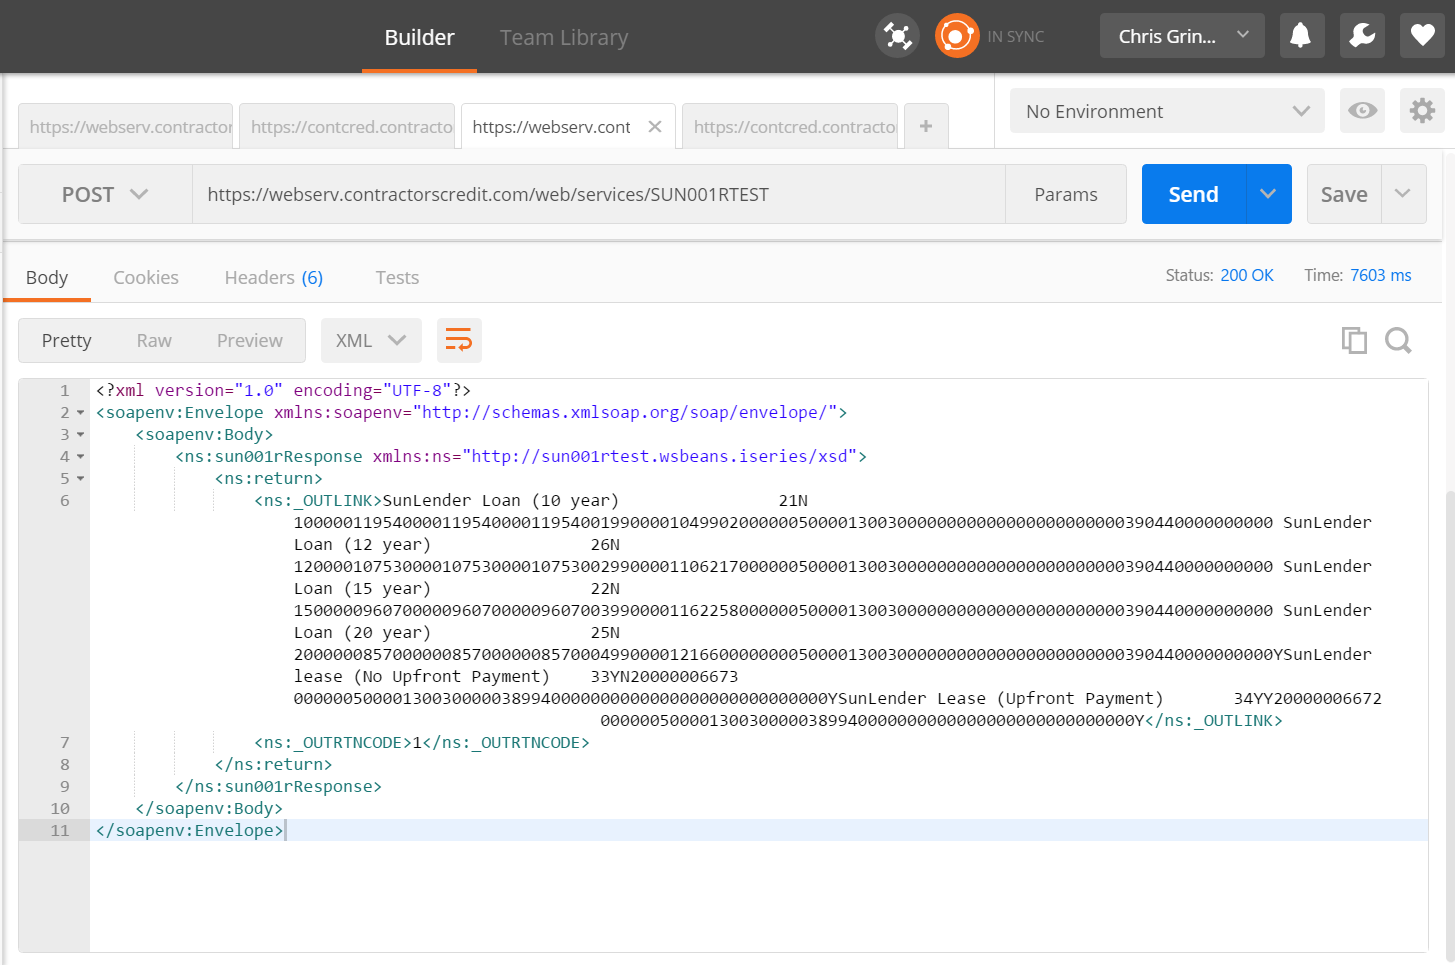 Builder
Team Library
IN SYNC
Chris Grin...
https://webserv.contractor
https://contcred.contracto
https://webserv.cont
https://contcred.contracto
+
No Environment
POST
https://webserv.contractorscredit.com/web/services/SUN001RTEST
Params
Send
Save
Body
Cookies
Headers (6)
Tests
Status: 200 OK
Time: 7603 ms
Pretty
Raw
Preview
XML
1 <?xml version="1.0" encoding="UTF-8"?>
2 <soapenv:Envelope xmlns:soapenv="http://schemas.xmlsoap.org/soap/envelope/">
3 <soapenv:Body>
4 <ns:sun001rResponse xmlns:ns="http://sun001rtest.wsbeans.iseries/xsd">
5 <ns:return>
6 <ns:_OUTLINK>SunLender Loan (10 year) 21N
100000119540000119540000119540019900001049902000000500001300300000000000000000000000390440000000000 SunLender
Loan (12 year) 26N
120000107530000107530000107530029900001106217000000500001300300000000000000000000000390440000000000 SunLender
Loan (15 year) 22N
150000096070000096070000096070039900001162258000000500001300300000000000000000000000390440000000000 SunLender
Loan (20 year) 25N
200000085700000085700000085700049900001216600000000500001300300000000000000000000000390440000000000YSunLender
lease (No Upfront Payment) 33YN20000006673
000000500001300300000389940000000000000000000000000000YSunLender Lease (Upfront Payment) 34YY20000006672
000000500001300300000389940000000000000000000000000000Y</ns:_OUTLINK>
7 <ns:_OUTRTNCODE>1</ns:_OUTRTNCODE>
8 </ns:return>
9 </ns:sun001rResponse>
10 </soapenv:Body>
11 </soapenv:Envelope>